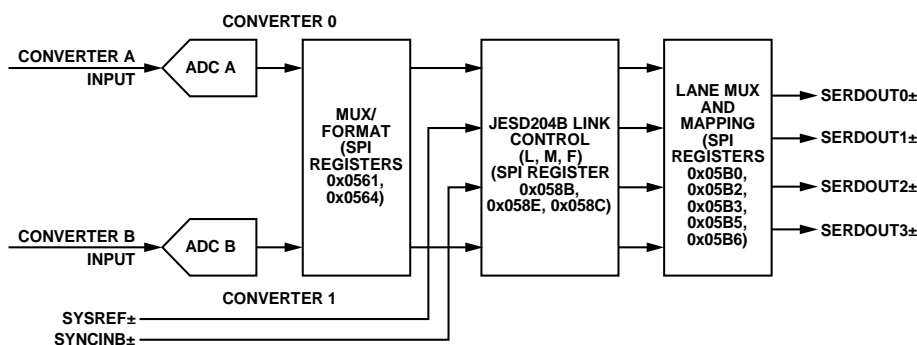 CONVERTER 0
CONVERTER A
INPUT
ADC A
MUX/
FORMAT
(SPI
REGISTERS
0x0561,
0x0564)
JESD204B LINK
CONTROL
(L, M, F)
(SPI REGISTER
0x058B,
0x058E, 0x058C)
LANE MUX
AND
MAPPING
(SPI
REGISTERS
0x05B0,
0x05B2,
0x05B3,
0x05B5,
0x05B6)
SERDOUT0±
SERDOUT1±
SERDOUT2±
SERDOUT3±
CONVERTER B
INPUT
ADC B
CONVERTER 1
SYSREF±
SYNCINB±